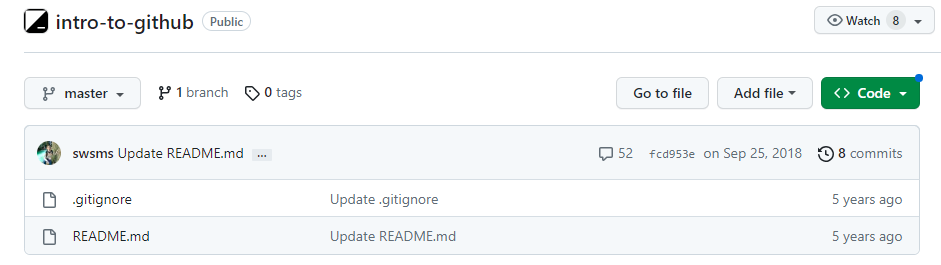 intro-to-github Public Watch 8
master 1 branch 0 tags Go to file Add file Code
swsms Update README.md ... 52 fcd953e on Sep 25, 2018 8 commits
.gitignore Update .gitignore 5 years ago
README.md Update README.md 5 years ago